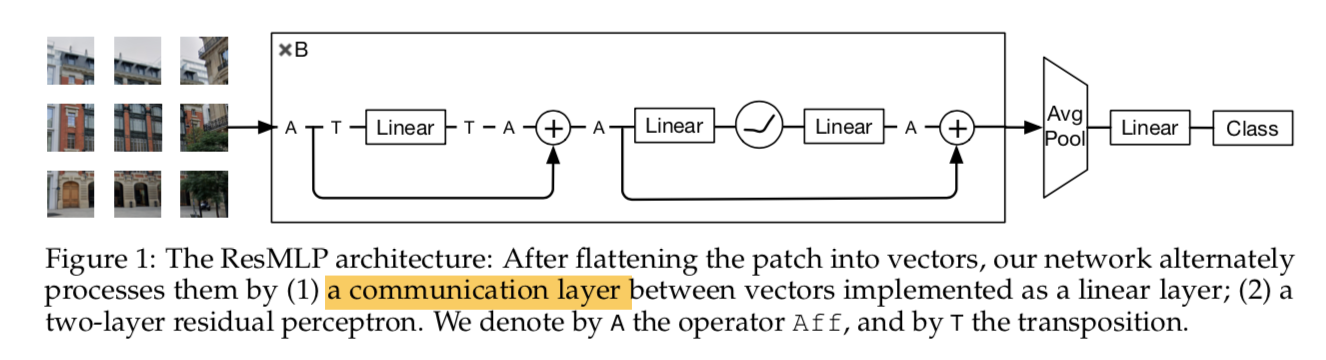 ×B
A T Linear T A + A Linear Linear A + Avg Pool Linear Class
Figure 1: The ResMLP architecture: After flattening the patch into vectors, our network alternately
processes them by (1) a communication layer between vectors implemented as a linear layer; (2) a
two-layer residual perceptron. We denote by A the operator Aff, and by T the transposition.